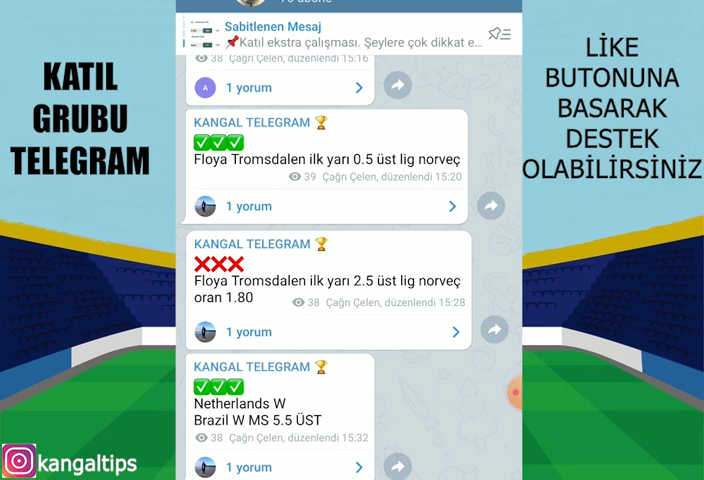 KATIL
GRUBU
TELEGRAM
Sabitlenen Mesaj
📌Katıl ekstra çalışması. Şeylere çok dikkat e...
38 Çağrı Çelen, düzenlendi 15:16
A 1 yorum
KANGAL TELEGRAM 🏆
✅✅✅
Floya Tromsdalen ilk yarı 0.5 üst lig norveç
39 Çağrı Çelen, düzenlendi 15:20
1 yorum
KANGAL TELEGRAM 🏆
❌❌❌
Floya Tromsdalen ilk yarı 2.5 üst lig norveç
oran 1.80 38 Çağrı Çelen, düzenlendi 15:28
1 yorum
KANGAL TELEGRAM 🏆
✅✅✅
Netherlands W
Brazil W MS 5.5 ÜST
38 Çağrı Çelen, düzenlendi 15:32
1 yorum
LİKE
BUTONUNA
BASARAK
DESTEK
OLABİLİRSİNİZ
kangaltips